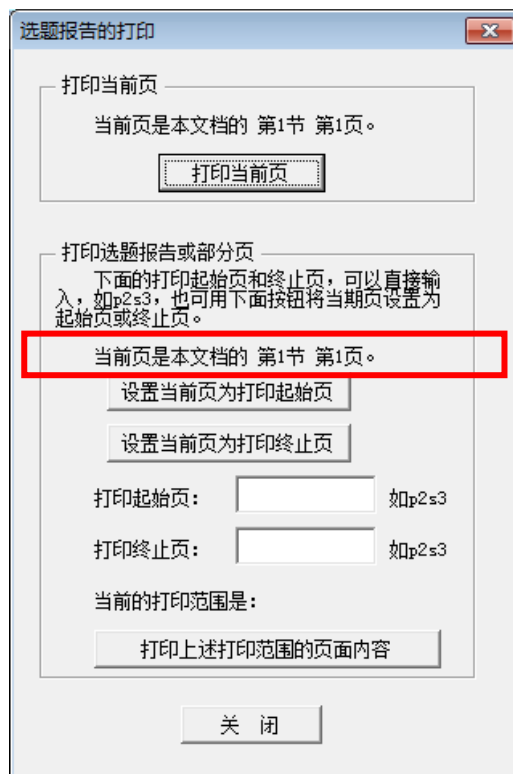 选题报告的打印
打印当前页
当前页是本文档的 第1节 第1页。
打印当前页
打印选题报告或部分页
下面的打印起始页和终止页，可以直接输
入，如p2s3，也可用下面按钮将当期页设置为
起始页或终止页。
当前页是本文档的 第1节 第1页。
设置当前页为打印起始页
设置当前页为打印终止页
打印起始页： 如p2s3
打印终止页： 如p2s3
当前的打印范围是：
打印上述打印范围的页面内容
关 闭